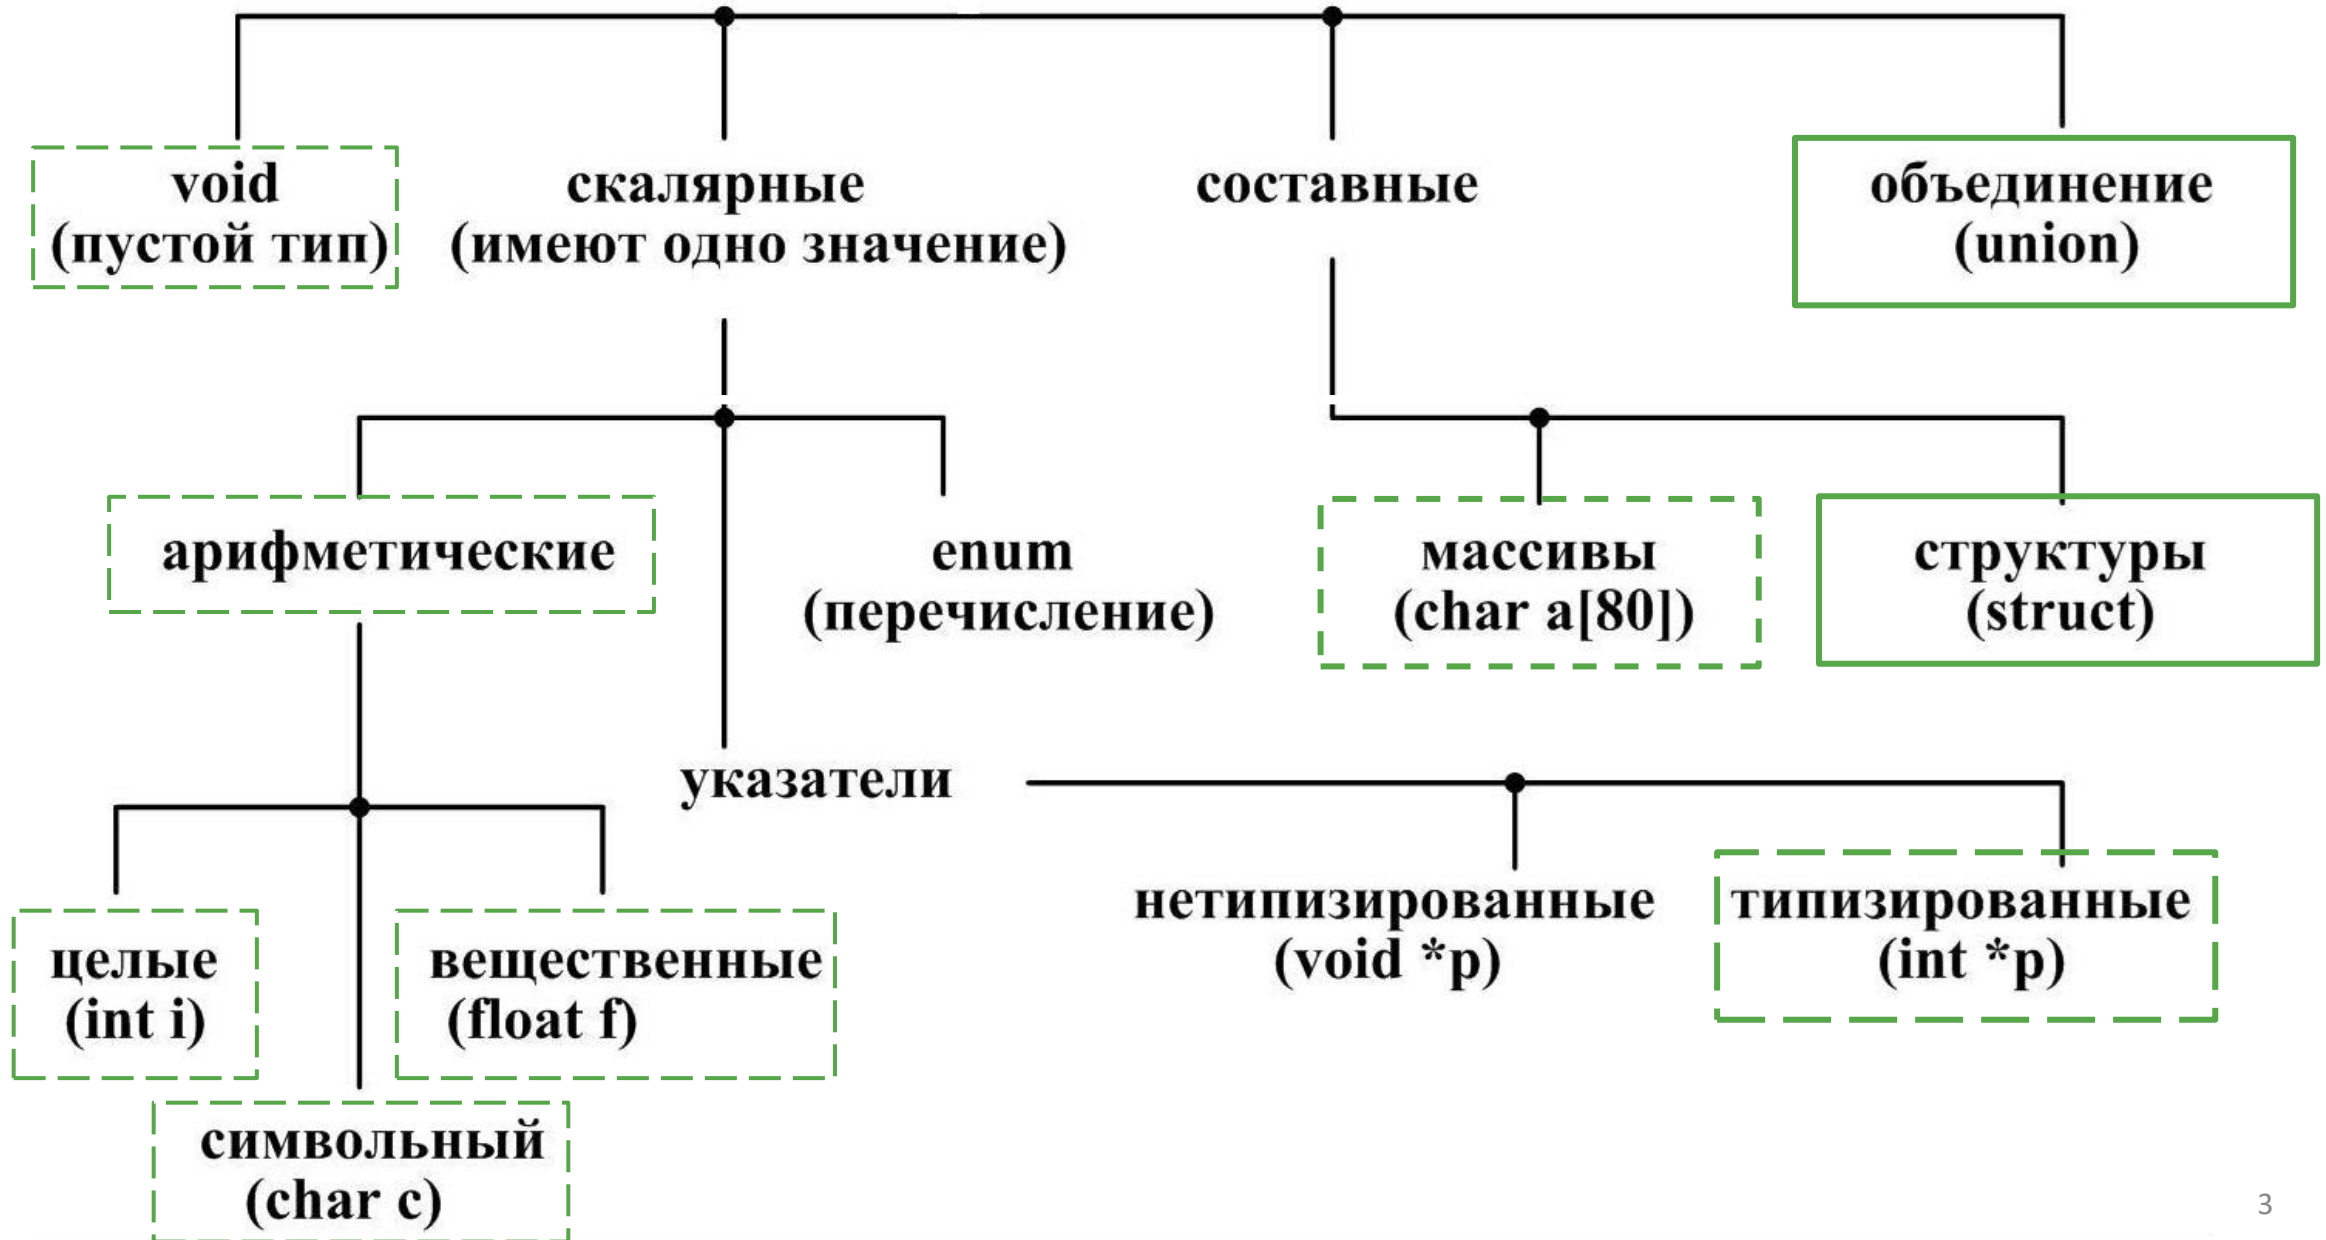 void
(пустой тип)
скалярные
(имеют одно значение)
составные
объединение
(union)
арифметические
enum
(перечисление)
массивы
(char a[80])
структуры
(struct)
указатели
нетипизированные
(void *p)
типизированные
(int *p)
целые
(int i)
вещественные
(float f)
символьный
(char c)
3